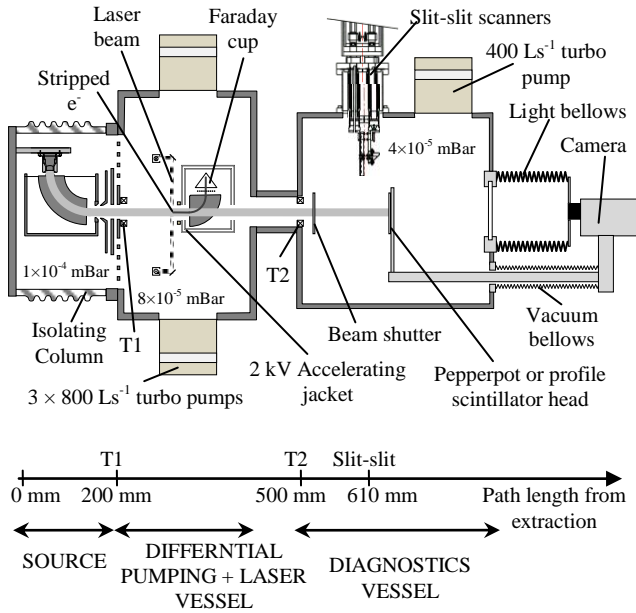 Laser
beam
Faraday
cup
Slit-slit scanners
Stripped
e-
400 Ls-1 turbo
pump
Light bellows
Camera
4×10-5 mBar
1×10-4 mBar
8×10-5 mBar
T2
Isolating
Column
T1
Beam shutter
Vacuum
bellows
2 kV Accelerating
jacket
Pepperpot or profile
scintillator head
3 × 800 Ls-1 turbo pumps
T1
T2
Slit-slit
0 mm
200 mm
500 mm
610 mm
Path length from
extraction
SOURCE
DIFFERNTIAL
PUMPING + LASER
VESSEL
DIAGNOSTICS
VESSEL